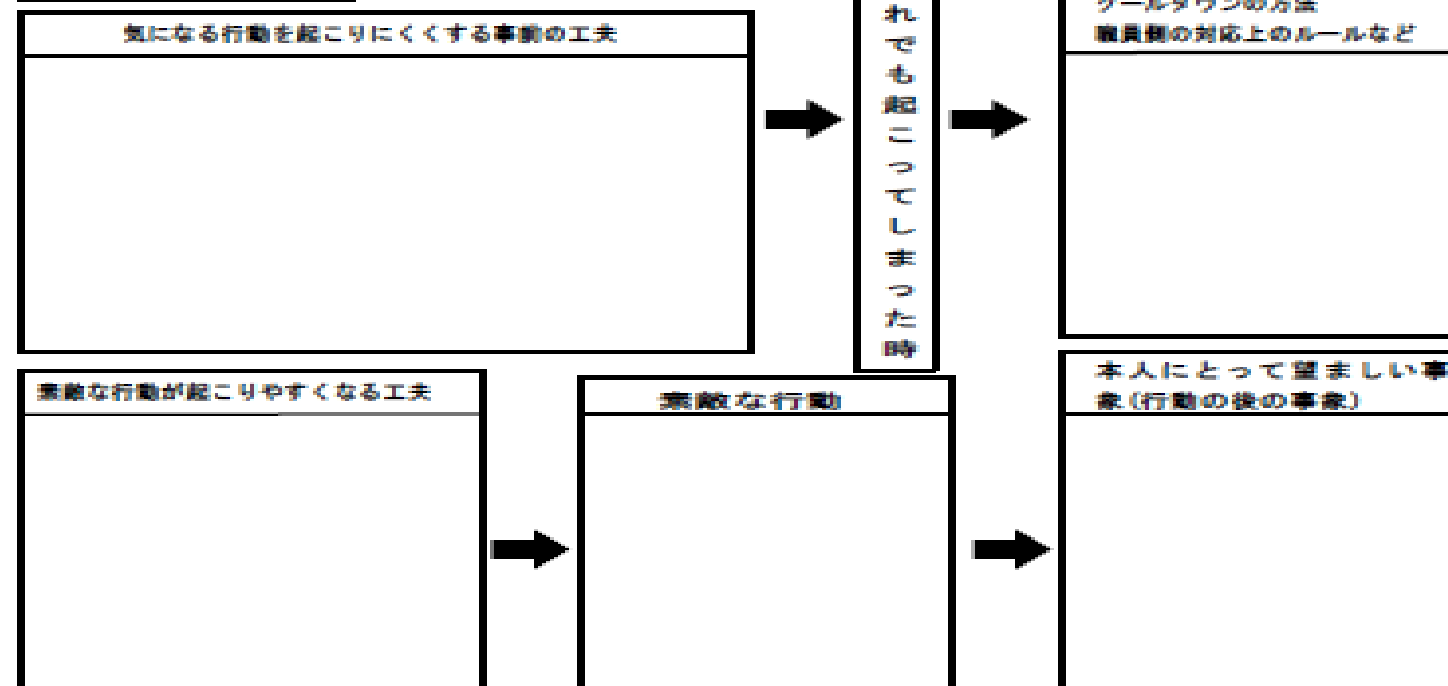 気になる行動を起こりにくくする事前の工夫
れでも起こってしまった時
クールダウンの方法
職員側の対応上のルールなど
素敵な行動が起こりやすくなる工夫
素敵な行動
本人にとって望ましい事
象(行動の後の事象)